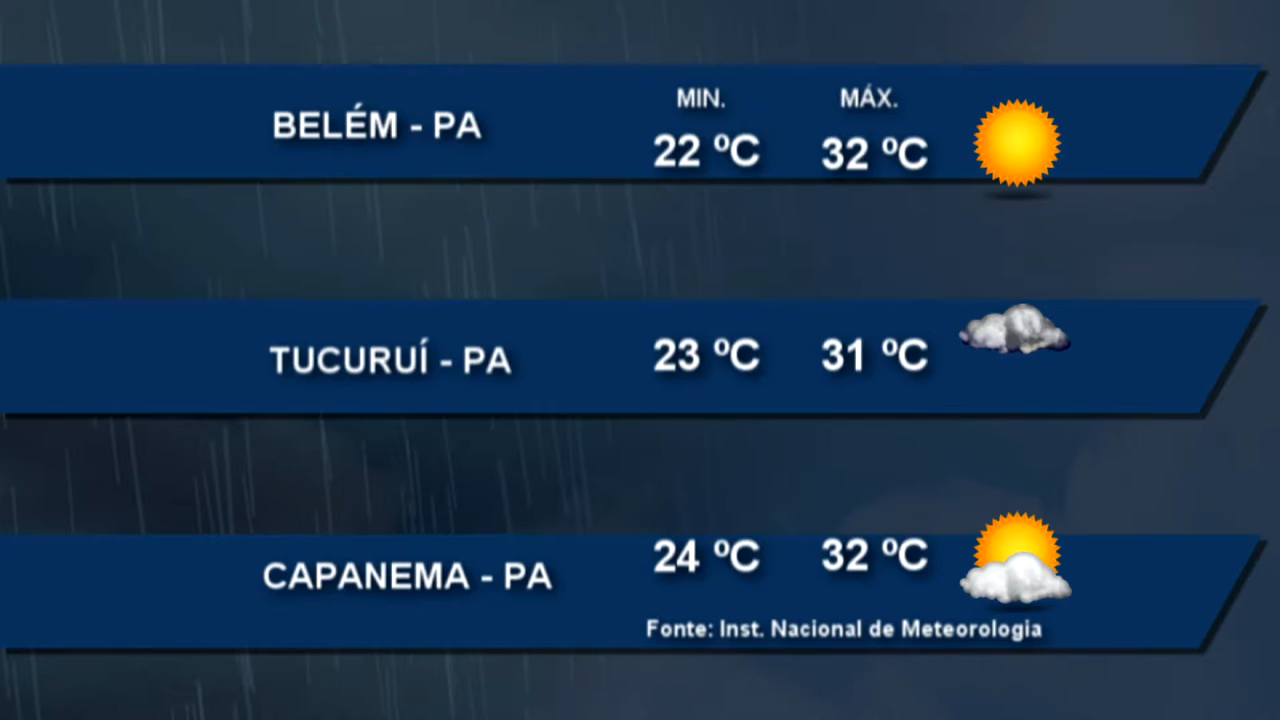 MIN. MÁX.
BELÉM - PA 22 ºC 32 ºC
TUCURUÍ - PA 23 ºC 31 ºC
CAPANEMA - PA 24 ºC 32 ºC
Fonte: Inst. Nacional de Meteorologia